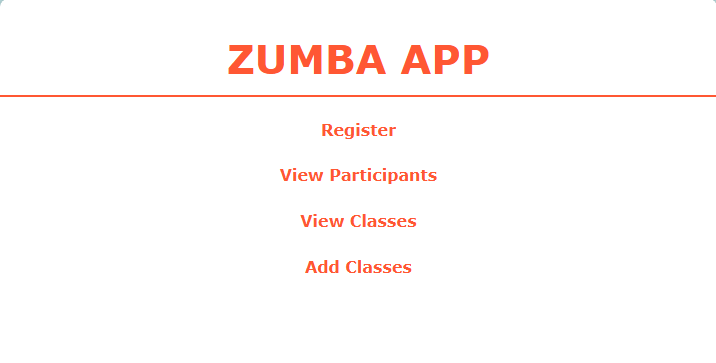 ZUMBA APP
Register
View Participants
View Classes
Add Classes